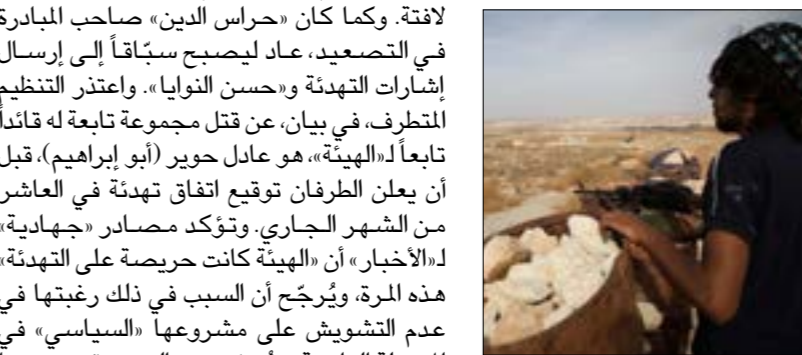 لافتة. وكما كان «حراس الدين» صاحب المبادرة
في التصعيد، عاد ليصبح سبّاقاً إلى إرسال
إشارات التهدئة و«حسن النوايا». واعتذر التنظيم
المتطرف، في بيان، عن قتل مجموعة تابعة له قائداً
تابعاً لـ«الهيئة»، هو عادل حوير (أبو إبراهيم)، قبل
أن يعلن الطرفان توقيع اتفاق تهدئة في العاشر
من الشهر الجاري. وتؤكد مصادر «جهادية»
لـ«الأخبار» أن «الهيئة كانت حريصة على التهدئة»
هذه المرة، ويُرجّح أن السبب في ذلك رغبتها في
عدم التشويش على مشروعها «السياسي» في